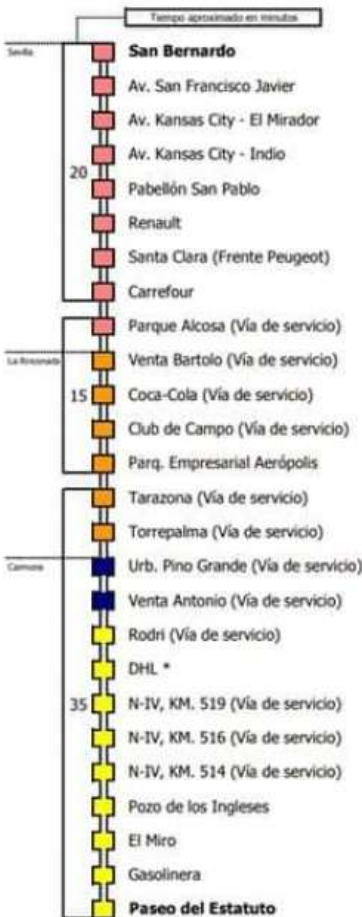 Tiempo aproximado en minutos
Sevilla
San Bernardo
Av. San Francisco Javier
Av. Kansas City - El Mirador
Av. Kansas City - Indio
20
Pabellón San Pablo
Renault
Santa Clara (Frente Peugeot)
Carrefour
Parque Alcosa (Vía de servicio)
La Rinconada
Venta Bartolo (Vía de servicio)
15
Coca-Cola (Vía de servicio)
Club de Campo (Vía de servicio)
Parq. Empresarial Aerópolis
Tarazona (Vía de servicio)
Torrepalma (Vía de servicio)
Carmona
Urb. Pino Grande (Vía de servicio)
Venta Antonio (Vía de servicio)
Rodri (Vía de servicio)
DHL *
35
N-IV, KM. 519 (Vía de servicio)
N-IV, KM. 516 (Vía de servicio)
N-IV, KM. 514 (Vía de servicio)
Pozo de los Ingleses
El Miro
Gasolinera
Paseo del Estatuto